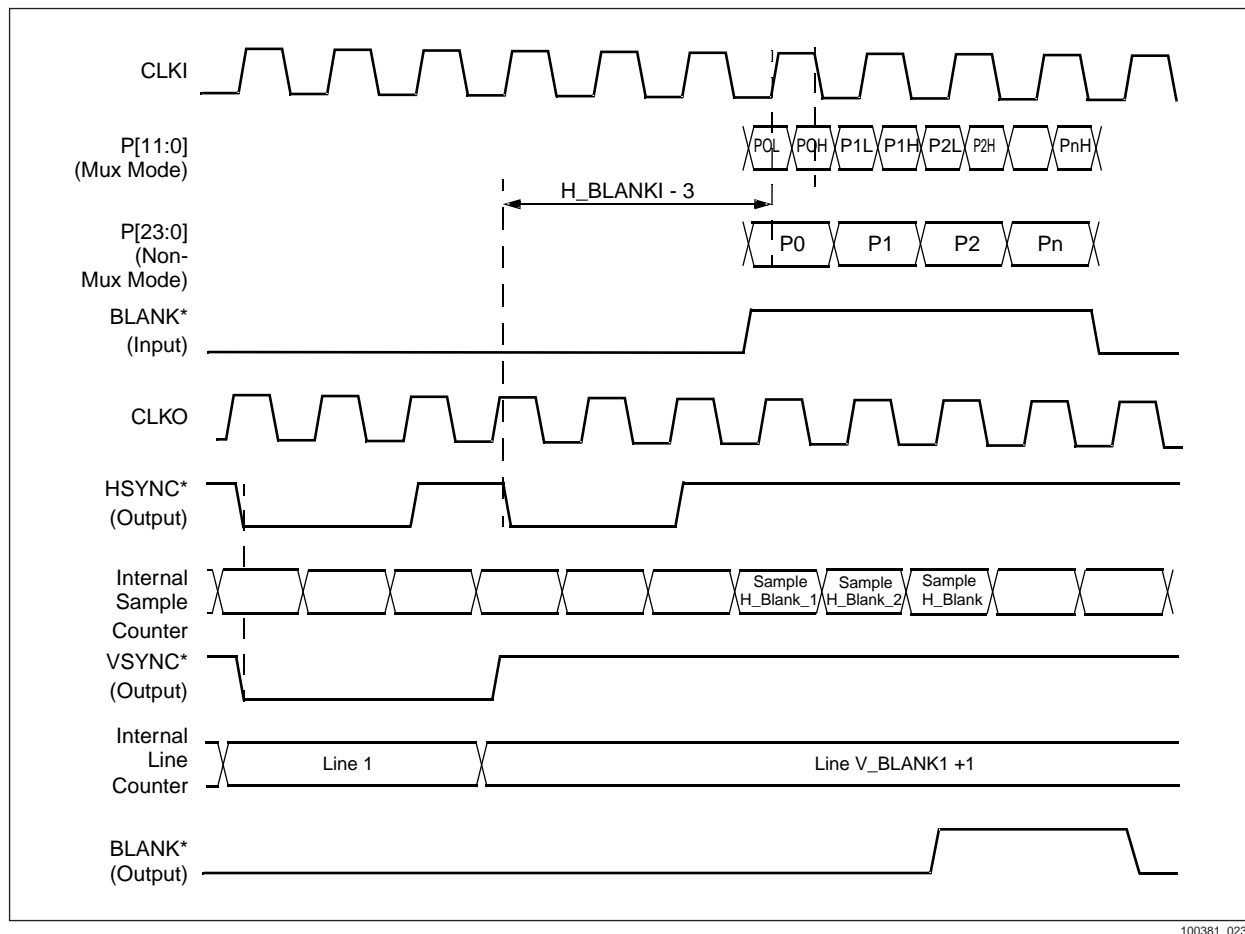 CLKI
P[11:0]
(Mux Mode)
P0L
P0H
P1L
P1H
P2L
P2H
PnH
H_BLANKI - 3
P[23:0]
(Non-
Mux Mode)
P0
P1
P2
Pn
BLANK*
(Input)
CLKO
HSYNC*
(Output)
Internal
Sample
Counter
Sample
H_Blank_1
Sample
H_Blank_2
Sample
H_Blank
VSYNC*
(Output)
Internal
Line
Counter
Line 1
Line V_BLANK1 +1
BLANK*
(Output)
100381_023